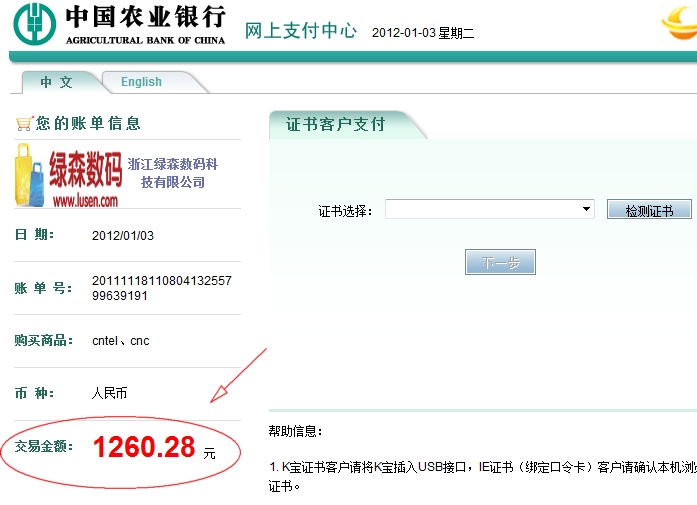 中国农业银行
AGRICULTURAL BANK OF CHINA
网上支付中心 2012-01-03 星期二
中 文
English
您的账单信息
绿森数码
www.lusen.com
浙江绿森数码科
技有限公司
日 期: 2012/01/03
账 单 号: 20111118110804132557
99639191
购买商品: cntel、cnc
币 种: 人民币
交易金额: 1260.28 元
证书客户支付
证书选择:
检测证书
下一步
帮助信息:
1. K宝证书客户请将K宝插入USB接口，IE证书（绑定口令卡）客户请确认本机浏
证书。